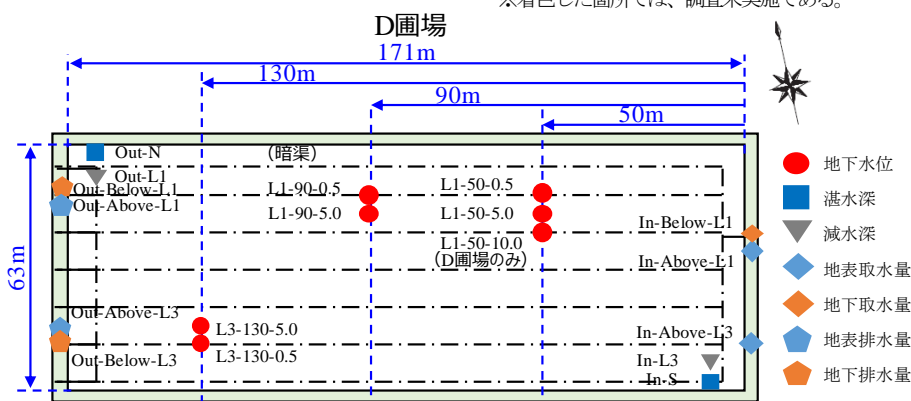 ※着色した箇所では、調査未実施である。
D圃場
171m
130m
90m
50m
63m
Out-N
(暗渠)
Out-L1
Out-Below-L1
Out-Above-L1
L1-90-0.5
L1-90-5.0
L1-50-0.5
L1-50-5.0
L1-50-10.0
(D圃場のみ)
In-Below-L1
In-Above-L1
Out-Above-L3
L3-130-5.0
L3-130-0.5
Out-Below-L3
In-Above-L3
In-L3
In-S
地下水位
湛水深
減水深
地表取水量
地下取水量
地表排水量
地下排水量